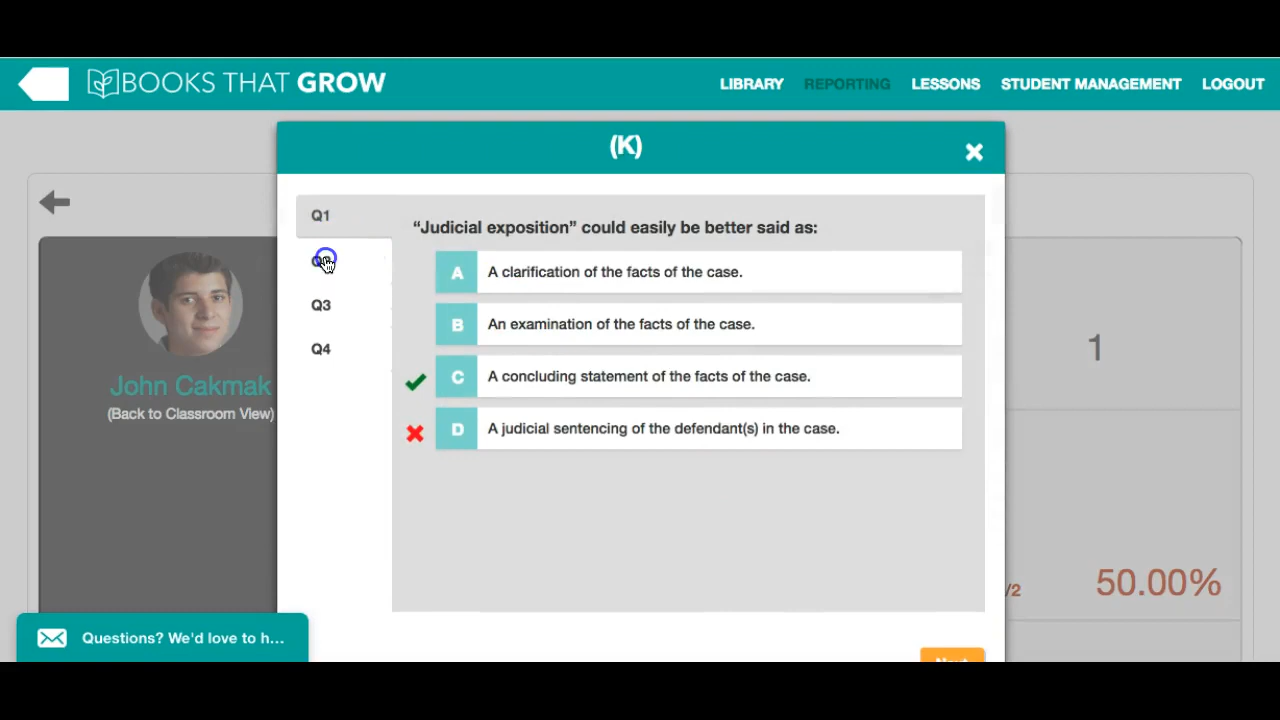 BOOKS THAT GROW
LIBRARY
REPORTING
LESSONS
STUDENT MANAGEMENT
LOGOUT
(K)
Q1
Q3
Q4
“Judicial exposition” could easily be better said as:
A A clarification of the facts of the case.
B An examination of the facts of the case.
C A concluding statement of the facts of the case.
D A judicial sentencing of the defendant(s) in the case.
John Cakmak
(Back to Classroom View)
1
/2
50.00%
Questions? We'd love to h...